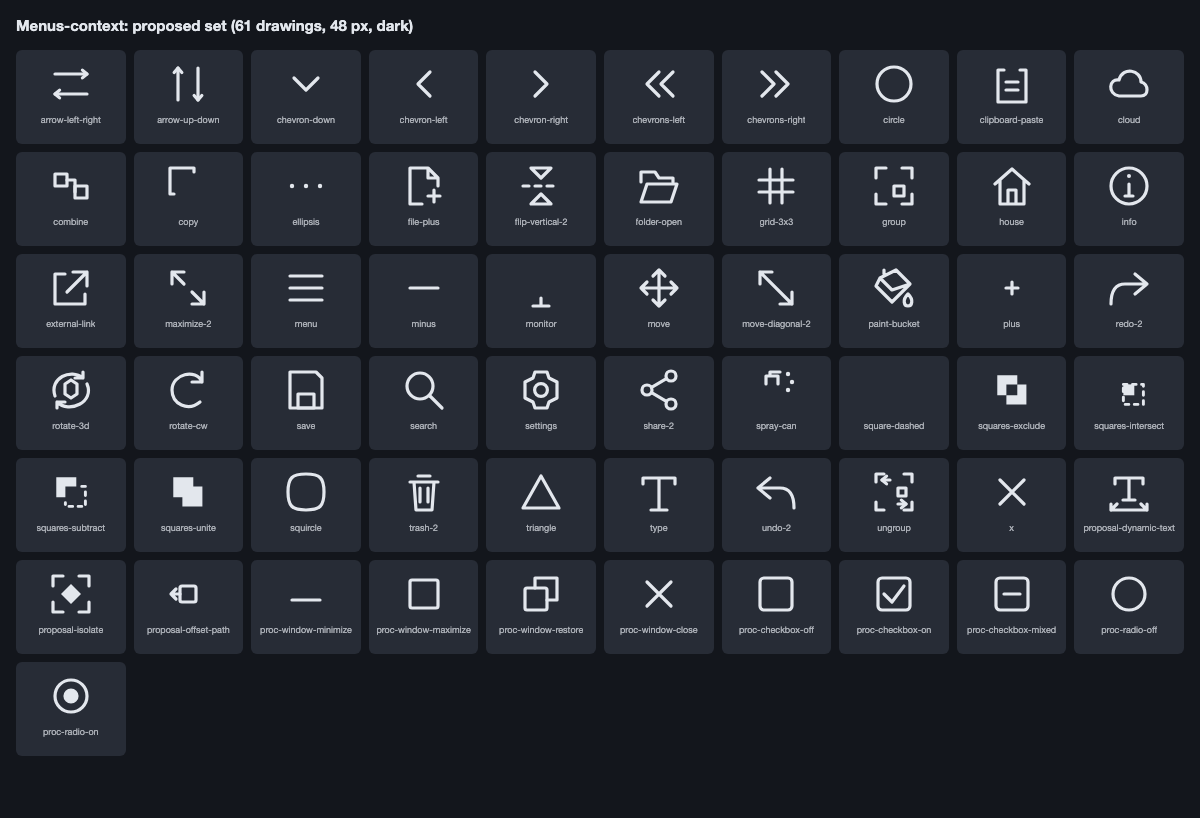 Menus-context: proposed set (61 drawings, 48 px, dark)
arrow-left-right
arrow-up-down
chevron-down
chevron-left
chevron-right
chevrons-left
chevrons-right
circle
clipboard-paste
cloud
combine
copy
ellipsis
file-plus
flip-vertical-2
folder-open
grid-3x3
group
house
info
external-link
maximize-2
menu
minus
monitor
move
move-diagonal-2
paint-bucket
plus
redo-2
rotate-3d
rotate-cw
save
search
settings
share-2
spray-can
square-dashed
squares-exclude
squares-intersect
squares-subtract
squares-unite
squircle
trash-2
triangle
type
undo-2
ungroup
x
proposal-dynamic-text
proposal-isolate
proposal-offset-path
proc-window-minimize
proc-window-maximize
proc-window-restore
proc-window-close
proc-checkbox-off
proc-checkbox-on
proc-checkbox-mixed
proc-radio-off
proc-radio-on